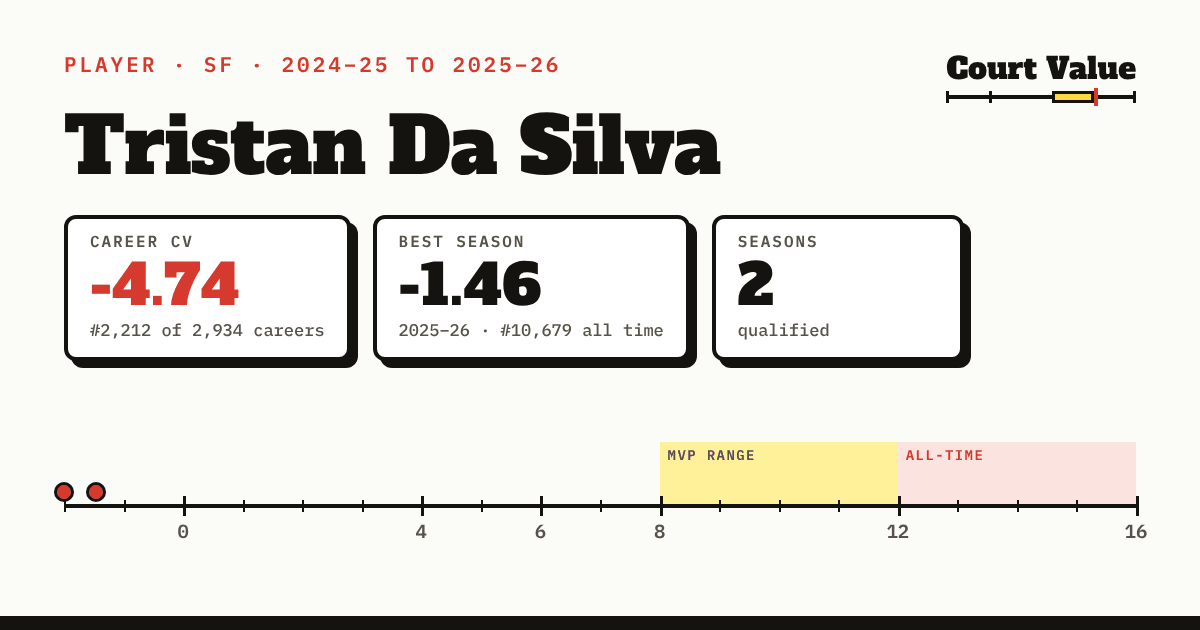 PLAYER · SF · 2024–25 TO 2025–26
Court Value
Tristan Da Silva
CAREER CV
-4.74
#2,212 of 2,934 careers
BEST SEASON
-1.46
2025–26 · #10,679 all time
SEASONS
2
qualified
MVP RANGE
ALL-TIME
0 4 6 8 12 16